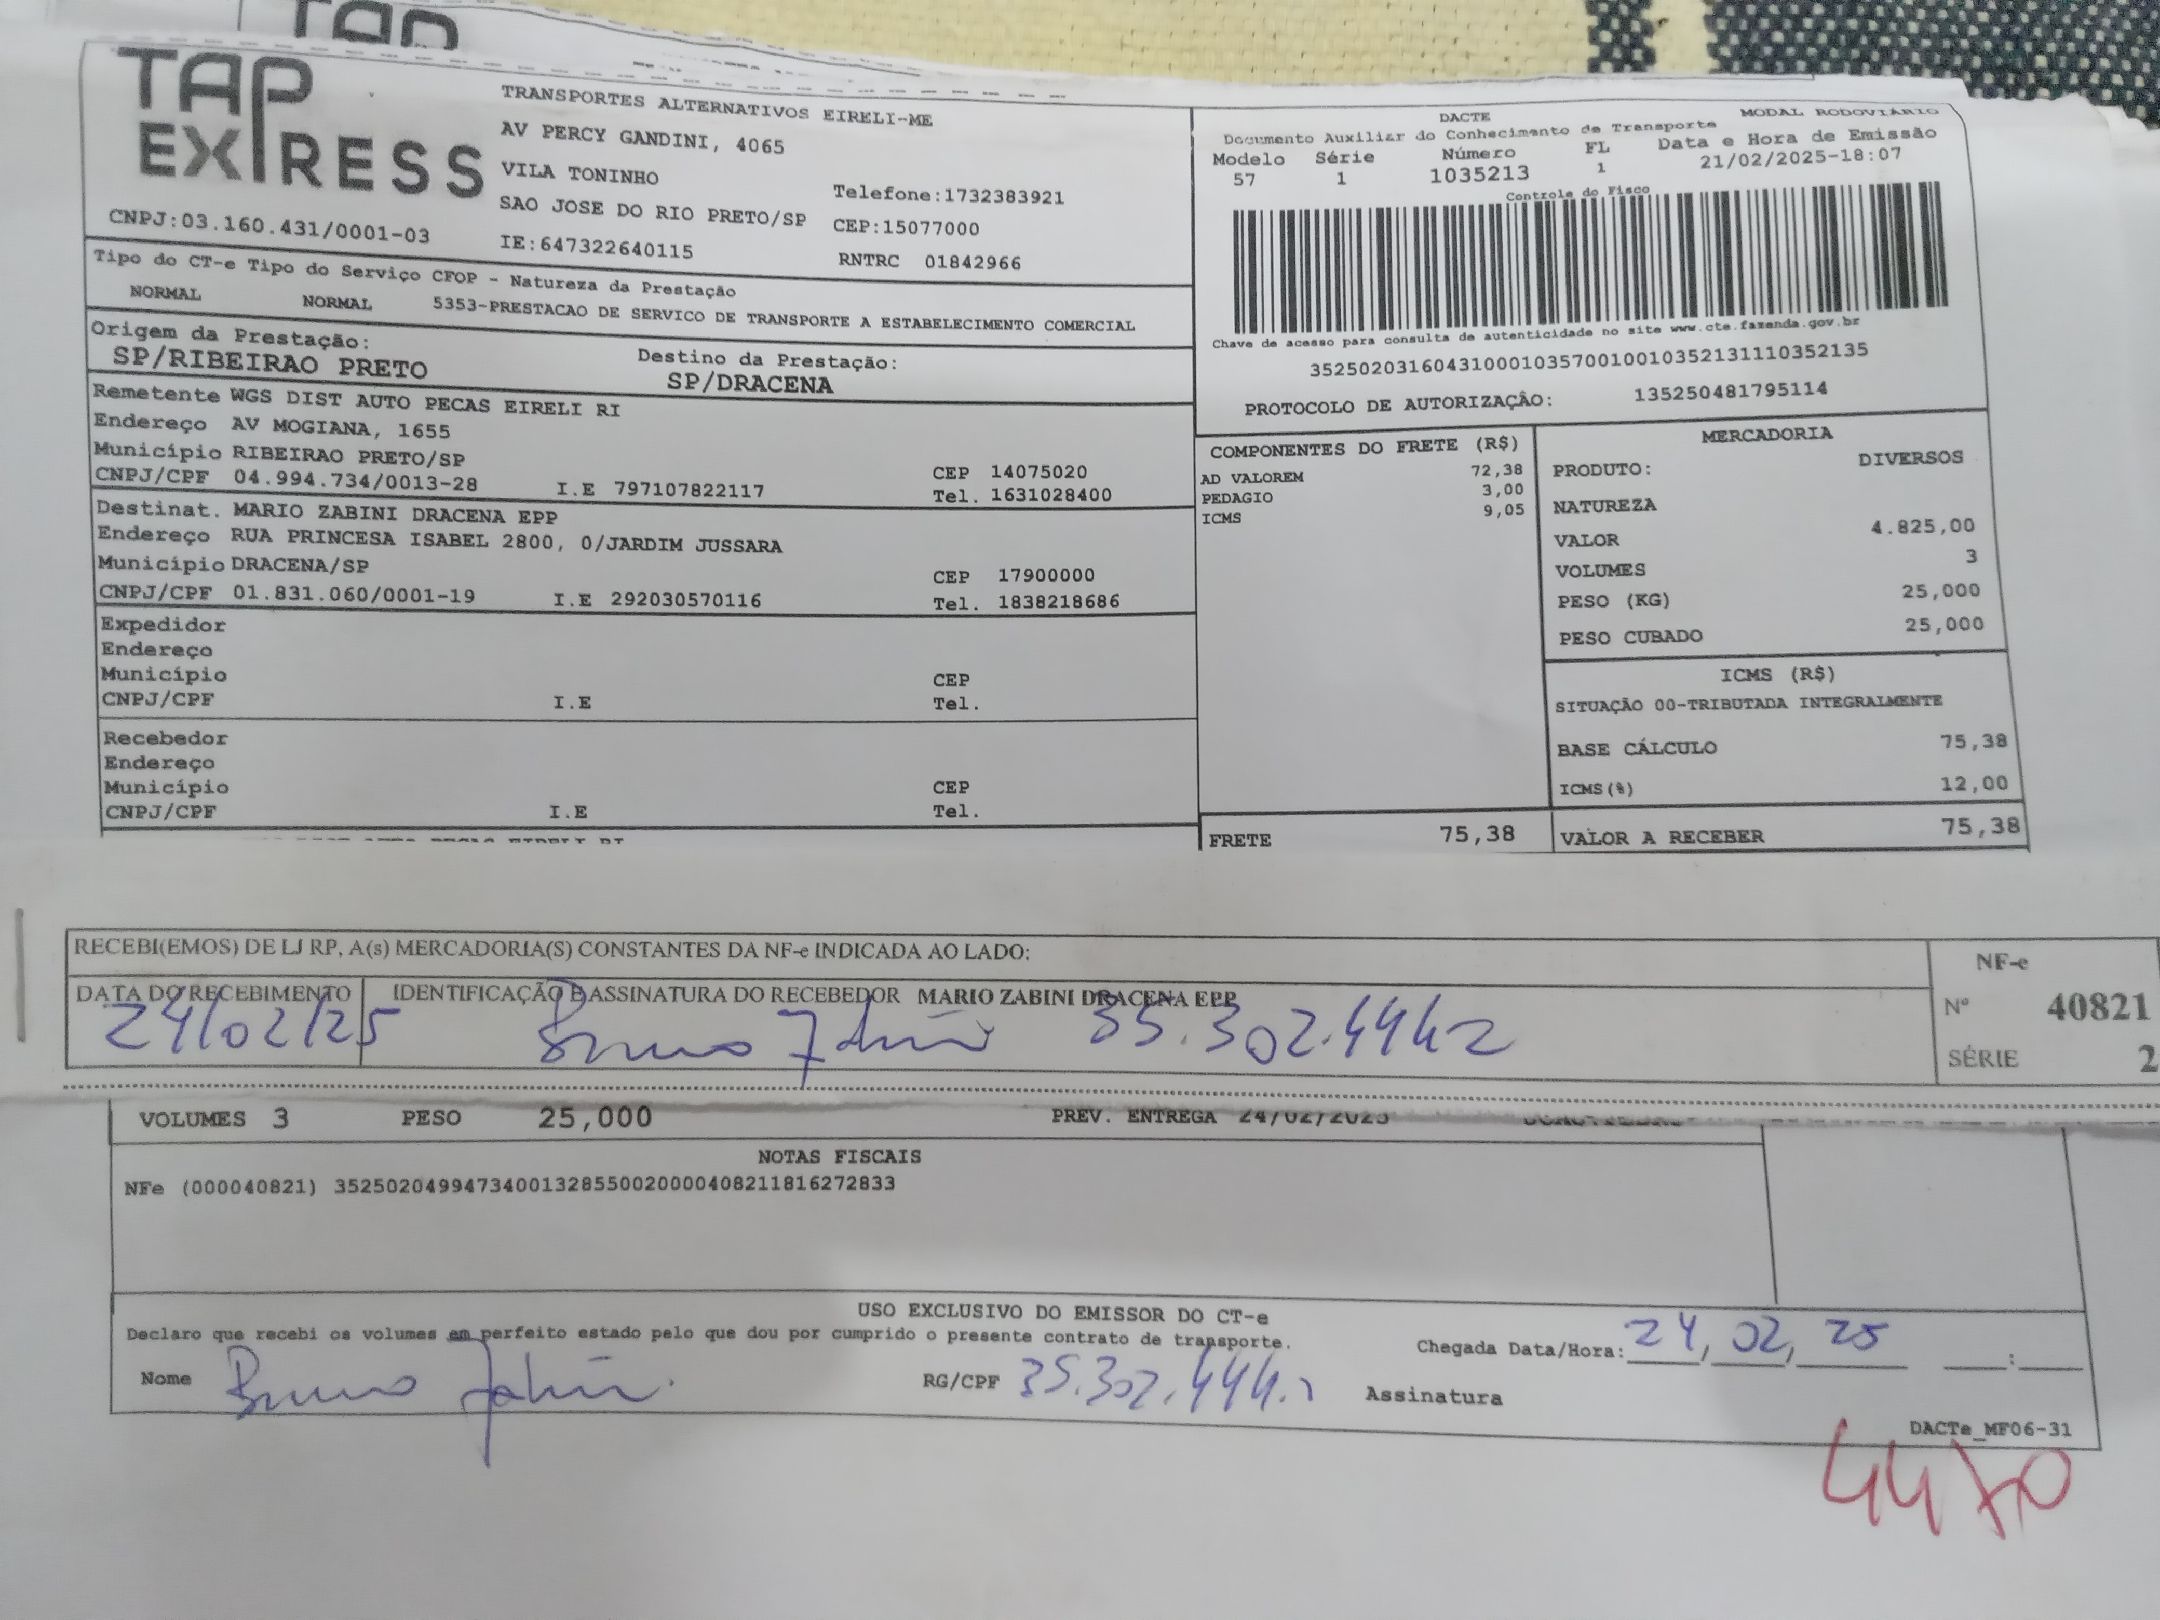 TAP
TAP
EXPRESS
CNPJ:03.160.431/0001-03
TRANSPORTES ALTERNATIVOS EIRELI-ME
AV PERCY GANDINI, 4065
VILA TONINHO
Telefone:1732383921
SAO JOSE DO RIO PRETO/SP CEP:15077000
IE:647322640115 RNTRC 01842966
DACTE MODAL RODOVIÁRIO
Documento Auxiliar do Conhecimento de Transporte
Modelo Série Número FL Data e Hora de Emissão
57 1 1035213 1 21/02/2025-18:07
Controle do Fisco
Chave de acesso para consulta de autenticidade no site www.cte.fazenda.gov.br
35250203160431000103570010010352131110352135
PROTOCOLO DE AUTORIZAÇÃO: 135250481795114
Tipo do CT-e Tipo do Serviço CFOP - Natureza da Prestação
NORMAL NORMAL 5353-PRESTACAO DE SERVICO DE TRANSPORTE A ESTABELECIMENTO COMERCIAL
Origem da Prestação: Destino da Prestação:
SP/RIBEIRAO PRETO SP/DRACENA
Remetente WGS DIST AUTO PECAS EIRELI RI
Endereço AV MOGIANA, 1655
Município RIBEIRAO PRETO/SP CEP 14075020
CNPJ/CPF 04.994.734/0013-28 I.E 797107822117 Tel. 1631028400
Destinat. MARIO ZABINI DRACENA EPP
Endereço RUA PRINCESA ISABEL 2800, 0/JARDIM JUSSARA
Município DRACENA/SP CEP 17900000
CNPJ/CPF 01.831.060/0001-19 I.E 292030570116 Tel. 1838218686
Expedidor
Endereço
Município CEP
CNPJ/CPF I.E Tel.
Recebedor
Endereço
Município CEP
CNPJ/CPF I.E Tel.
COMPONENTES DO FRETE (R$)
AD VALOREM 72,38
PEDAGIO 3,00
ICMS 9,05
MERCADORIA
PRODUTO: DIVERSOS
NATUREZA
VALOR 4.825,00
VOLUMES 3
PESO (KG) 25,000
PESO CUBADO 25,000
ICMS (R$)
SITUAÇÃO 00-TRIBUTADA INTEGRALMENTE
BASE CÁLCULO 75,38
ICMS(%) 12,00
FRETE 75,38 VALOR A RECEBER 75,38
RECEBI(EMOS) DE LJ RP, A(s) MERCADORIA(S) CONSTANTES DA NF-e INDICADA AO LADO:
DATA DO RECEBIMENTO IDENTIFICAÇÃO E ASSINATURA DO RECEBEDOR MARIO ZABINI DRACENA EPP
24/02/25 Bruno 35.302.444.2
NF-e
Nº 40821
SÉRIE 2
VOLUMES 3 PESO 25,000 PREV. ENTREGA 24/02/2025
NOTAS FISCAIS
NFe (000040821) 35250204994734001328550020000408211816272833
USO EXCLUSIVO DO EMISSOR DO CT-e
Declaro que recebi os volumes em perfeito estado pelo que dou por cumprido o presente contrato de transporte.
Chegada Data/Hora: 24, 02, 25 :
Nome Bruno RG/CPF 35.302.444.2 Assinatura
DACTe_MF06-31
4470